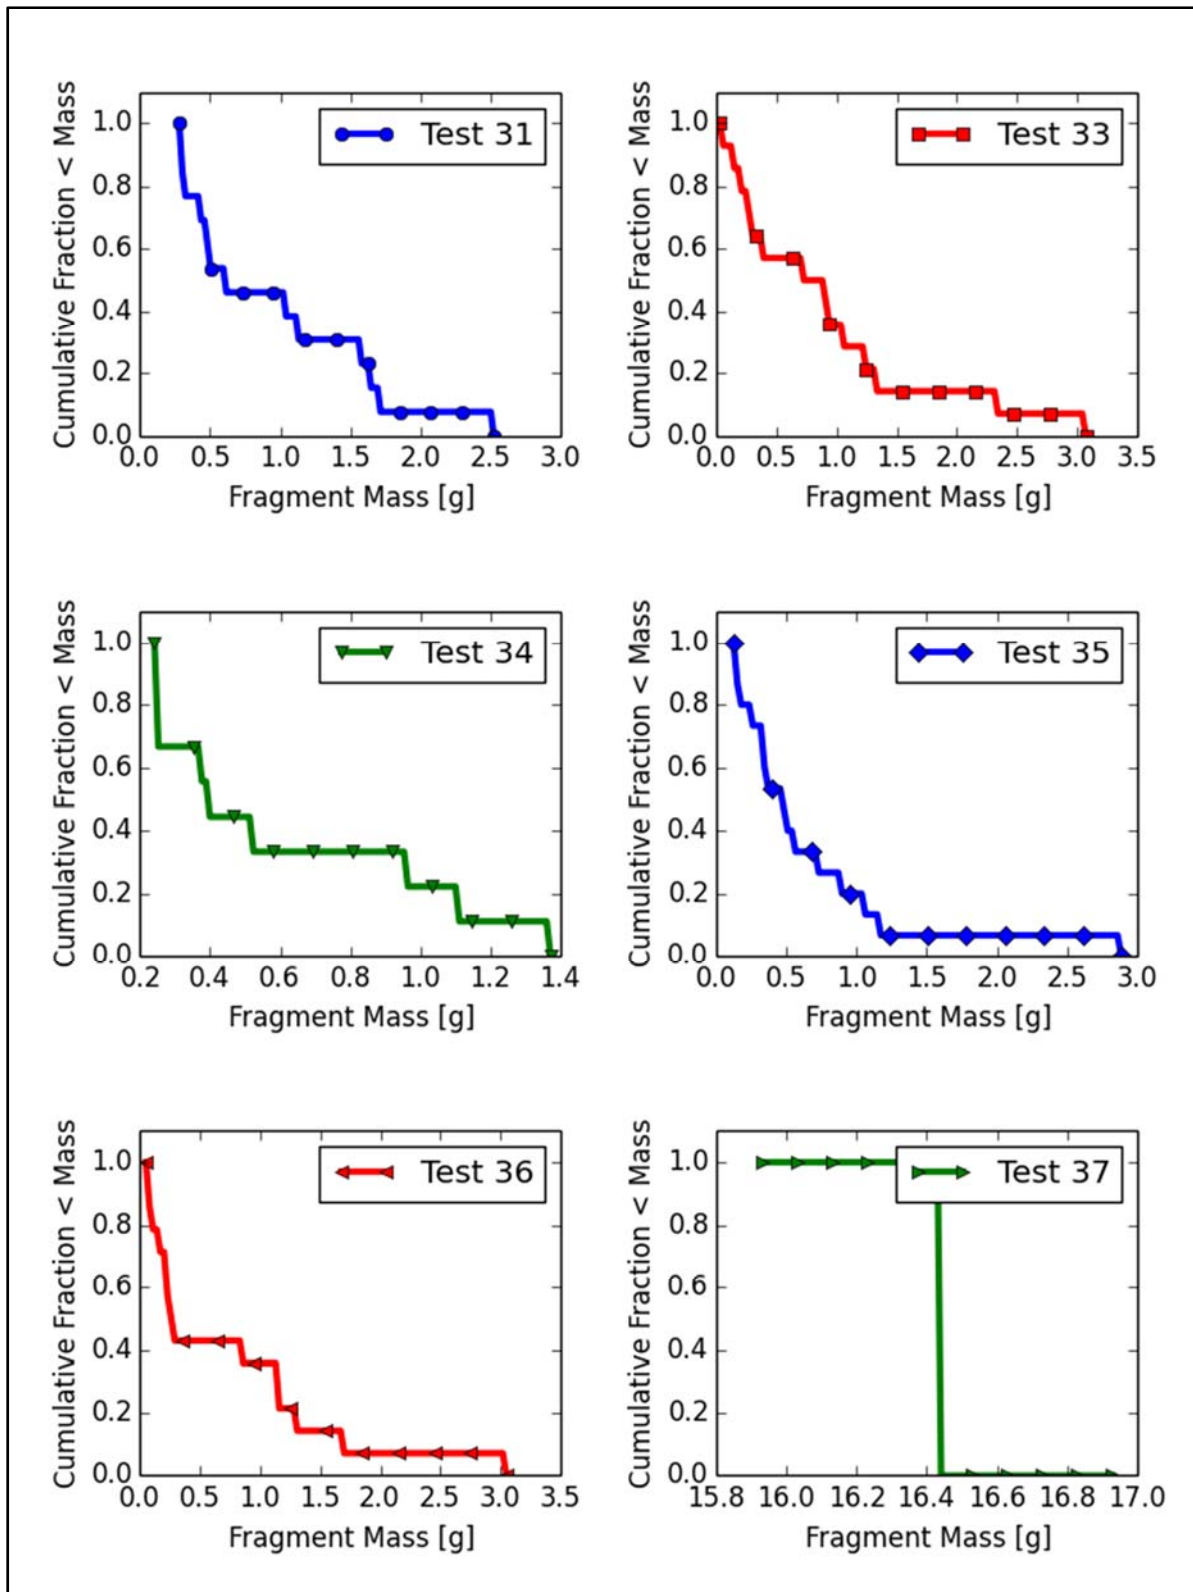 Cumulative Fraction < Mass
1.0
0.8
0.6
0.4
0.2
0.0
Test 31
0.0 0.5 1.0 1.5 2.0 2.5 3.0
Fragment Mass [g]
Cumulative Fraction < Mass
1.0
0.8
0.6
0.4
0.2
0.0
Test 33
0.0 0.5 1.0 1.5 2.0 2.5 3.0 3.5
Fragment Mass [g]
Cumulative Fraction < Mass
1.0
0.8
0.6
0.4
0.2
0.0
Test 34
0.2 0.4 0.6 0.8 1.0 1.2 1.4
Fragment Mass [g]
Cumulative Fraction < Mass
1.0
0.8
0.6
0.4
0.2
0.0
Test 35
0.0 0.5 1.0 1.5 2.0 2.5 3.0
Fragment Mass [g]
Cumulative Fraction < Mass
1.0
0.8
0.6
0.4
0.2
0.0
Test 36
0.0 0.5 1.0 1.5 2.0 2.5 3.0 3.5
Fragment Mass [g]
Cumulative Fraction < Mass
1.0
0.8
0.6
0.4
0.2
0.0
Test 37
15.8 16.0 16.2 16.4 16.6 16.8 17.0
Fragment Mass [g]